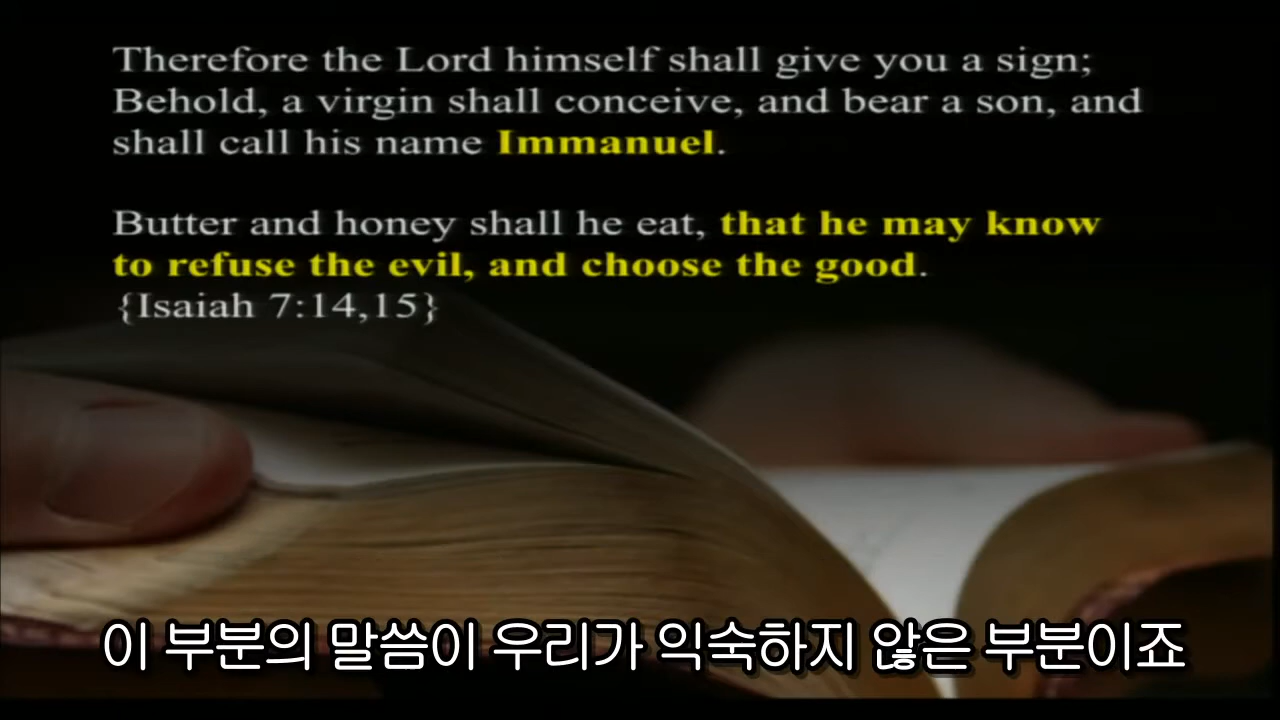 Therefore the Lord himself shall give you a sign;
Behold, a virgin shall conceive, and bear a son, and
shall call his name Immanuel.
Butter and honey shall he eat, that he may know
to refuse the evil, and choose the good.
{Isaiah 7:14,15}
이 부분의 말씀이 우리가 익숙하지 않은 부분이죠